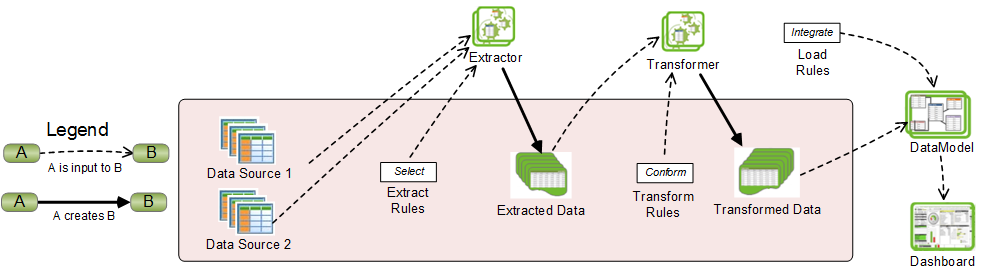 Legend
A
B
A is input to B
A
B
A creates B
Data Source 1
Data Source 2
Extractor
Select
Extract
Rules
Extracted Data
Transformer
Conform
Transform
Rules
Transformed Data
Integrate
Load
Rules
DataModel
Dashboard